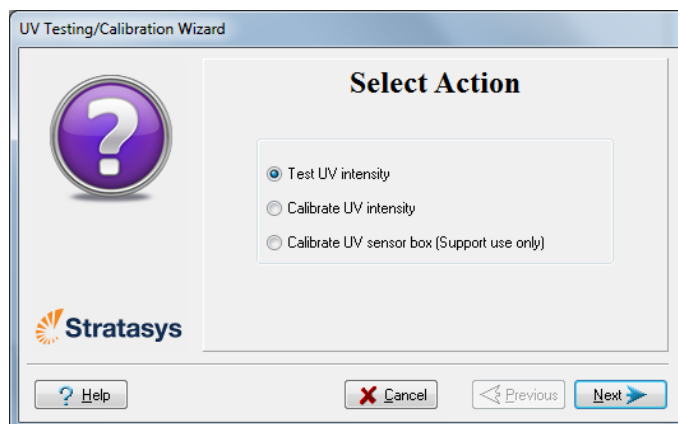 UV Testing/Calibration Wizard
Select Action
Test UV intensity
Calibrate UV intensity
Calibrate UV sensor box (Support use only)
Stratasys
Help
Cancel
Previous
Next